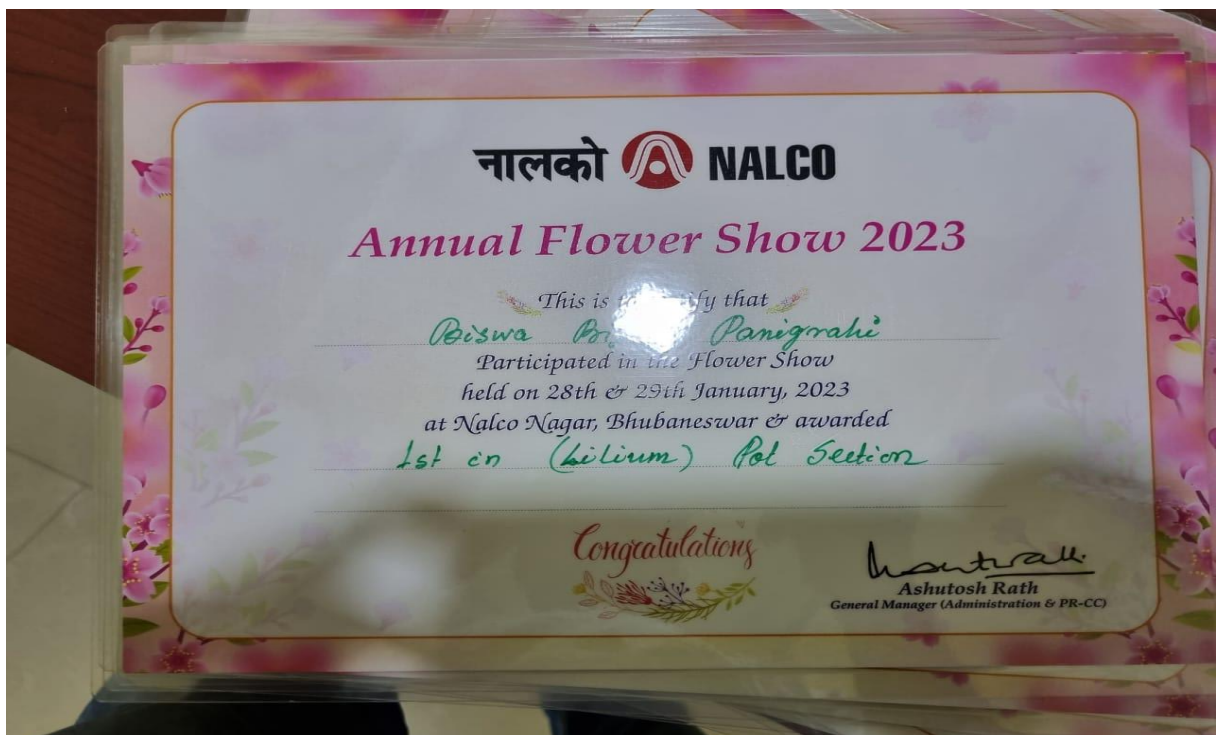 नालको NALCO
Annual Flower Show 2023
This is that
Biswa Panigrahi
Participated in the Flower Show
held on 28th & 29th January, 2023
at Nalco Nagar, Bhubaneswar & awarded
1st in (Lilium) Pot Section
Congratulations
Ashutosh Rath
General Manager (Administration & PR-CC)